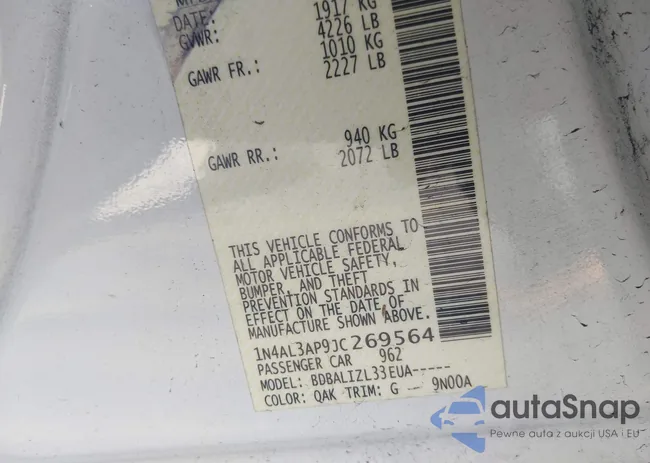 DATE: 1917 KG
GVWR: 4226 LB
1010 KG
GAWR FR.: 2227 LB
940 KG
GAWR RR.: 2072 LB
THIS VEHICLE CONFORMS TO
ALL APPLICABLE FEDERAL
MOTOR VEHICLE SAFETY,
BUMPER, AND THEFT
PREVENTION STANDARDS IN
EFFECT ON THE DATE OF
MANUFACTURE SHOWN ABOVE.
1N4AL3AP9JC269564
PASSENGER CAR 962
MODEL: BDBALIZL33EUA-----
COLOR: QAK TRIM: G 9N00A
autaSnap
Pewne auta z aukcji USA i EU